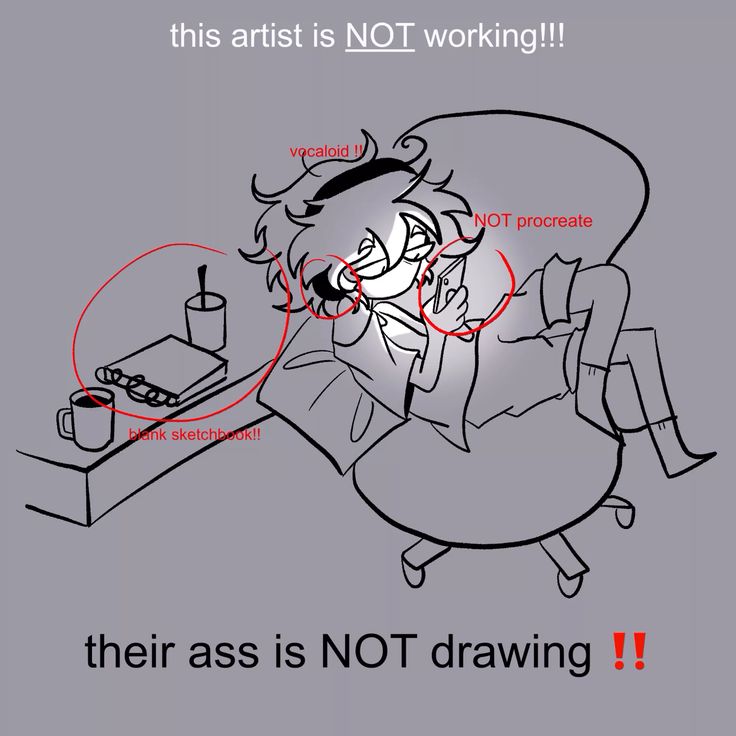 this artist is NOT working!!!
vocaloid !!
NOT procreate
blank sketchbook!!
their ass is NOT drawing ‼️